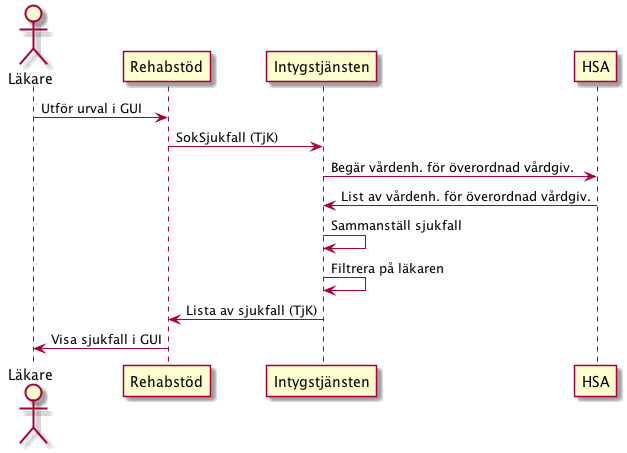 Läkare
Rehabstöd
Intygstjänsten
HSA
Utför urval i GUI
SokSjukfall (TjK)
Begär vårdenh. för överordnad vårdgiv.
List av vårdenh. för överordnad vårdgiv.
Sammanställ sjukfall
Filtrera på läkaren
Lista av sjukfall (TjK)
Visa sjukfall i GUI
Läkare
Rehabstöd
Intygstjänsten
HSA